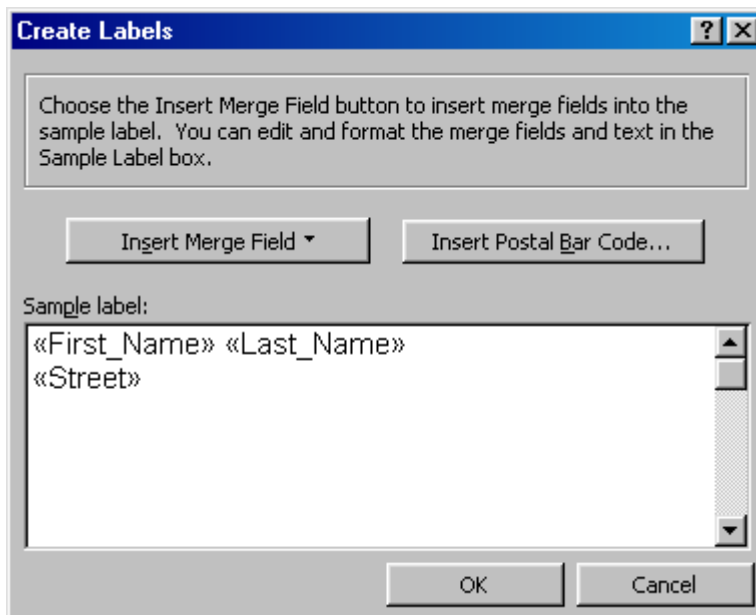 Create Labels
Choose the Insert Merge Field button to insert merge fields into the
sample label.  You can edit and format the merge fields and text in the
Sample Label box.
Insert Merge Field
Insert Postal Bar Code...
Sample label:
«First_Name» «Last_Name»
«Street»
OK
Cancel